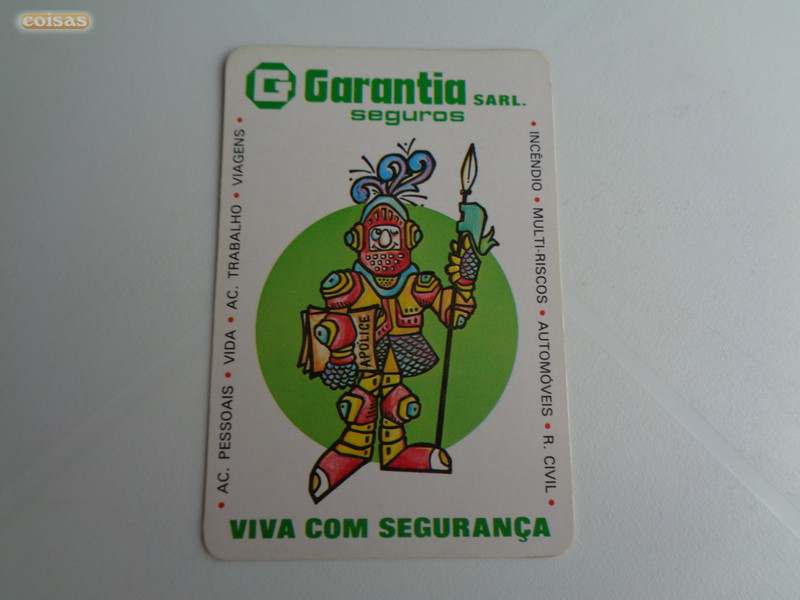 coisas
G Garantia SARL.
seguros
• AC. PESSOAIS • VIDA • AC. TRABALHO • VIAGENS •
• INCÊNDIO • MULTI-RISCOS • AUTOMÓVEIS • R. CIVIL •
APÓLICE
VIVA COM SEGURANÇA